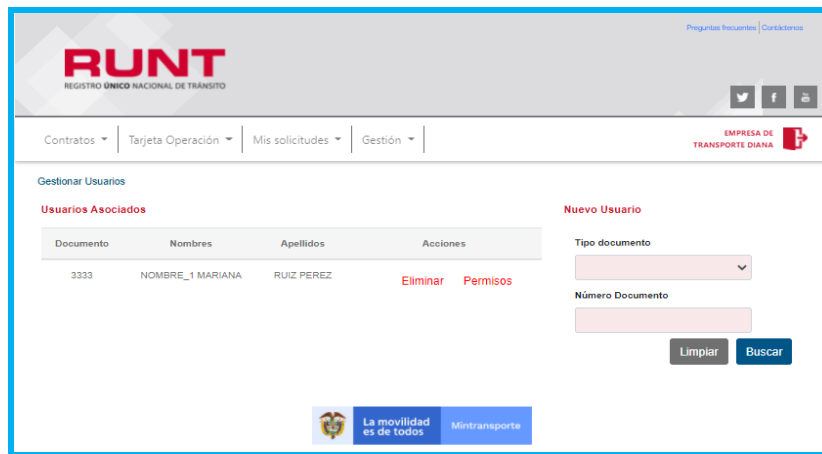 Preguntas frecuentes Contáctenos
RUNT
REGISTRO ÚNICO NACIONAL DE TRÁNSITO
Contratos Tarjeta Operación Mis solicitudes Gestión
EMPRESA DE
TRANSPORTE DIANA
Gestionar Usuarios
Usuarios Asociados
Documento Nombres Apellidos Acciones
3333 NOMBRE_1 MARIANA RUIZ PEREZ Eliminar Permisos
Nuevo Usuario
Tipo documento
Número Documento
Limpiar Buscar
La movilidad
es de todos
Mintransporte